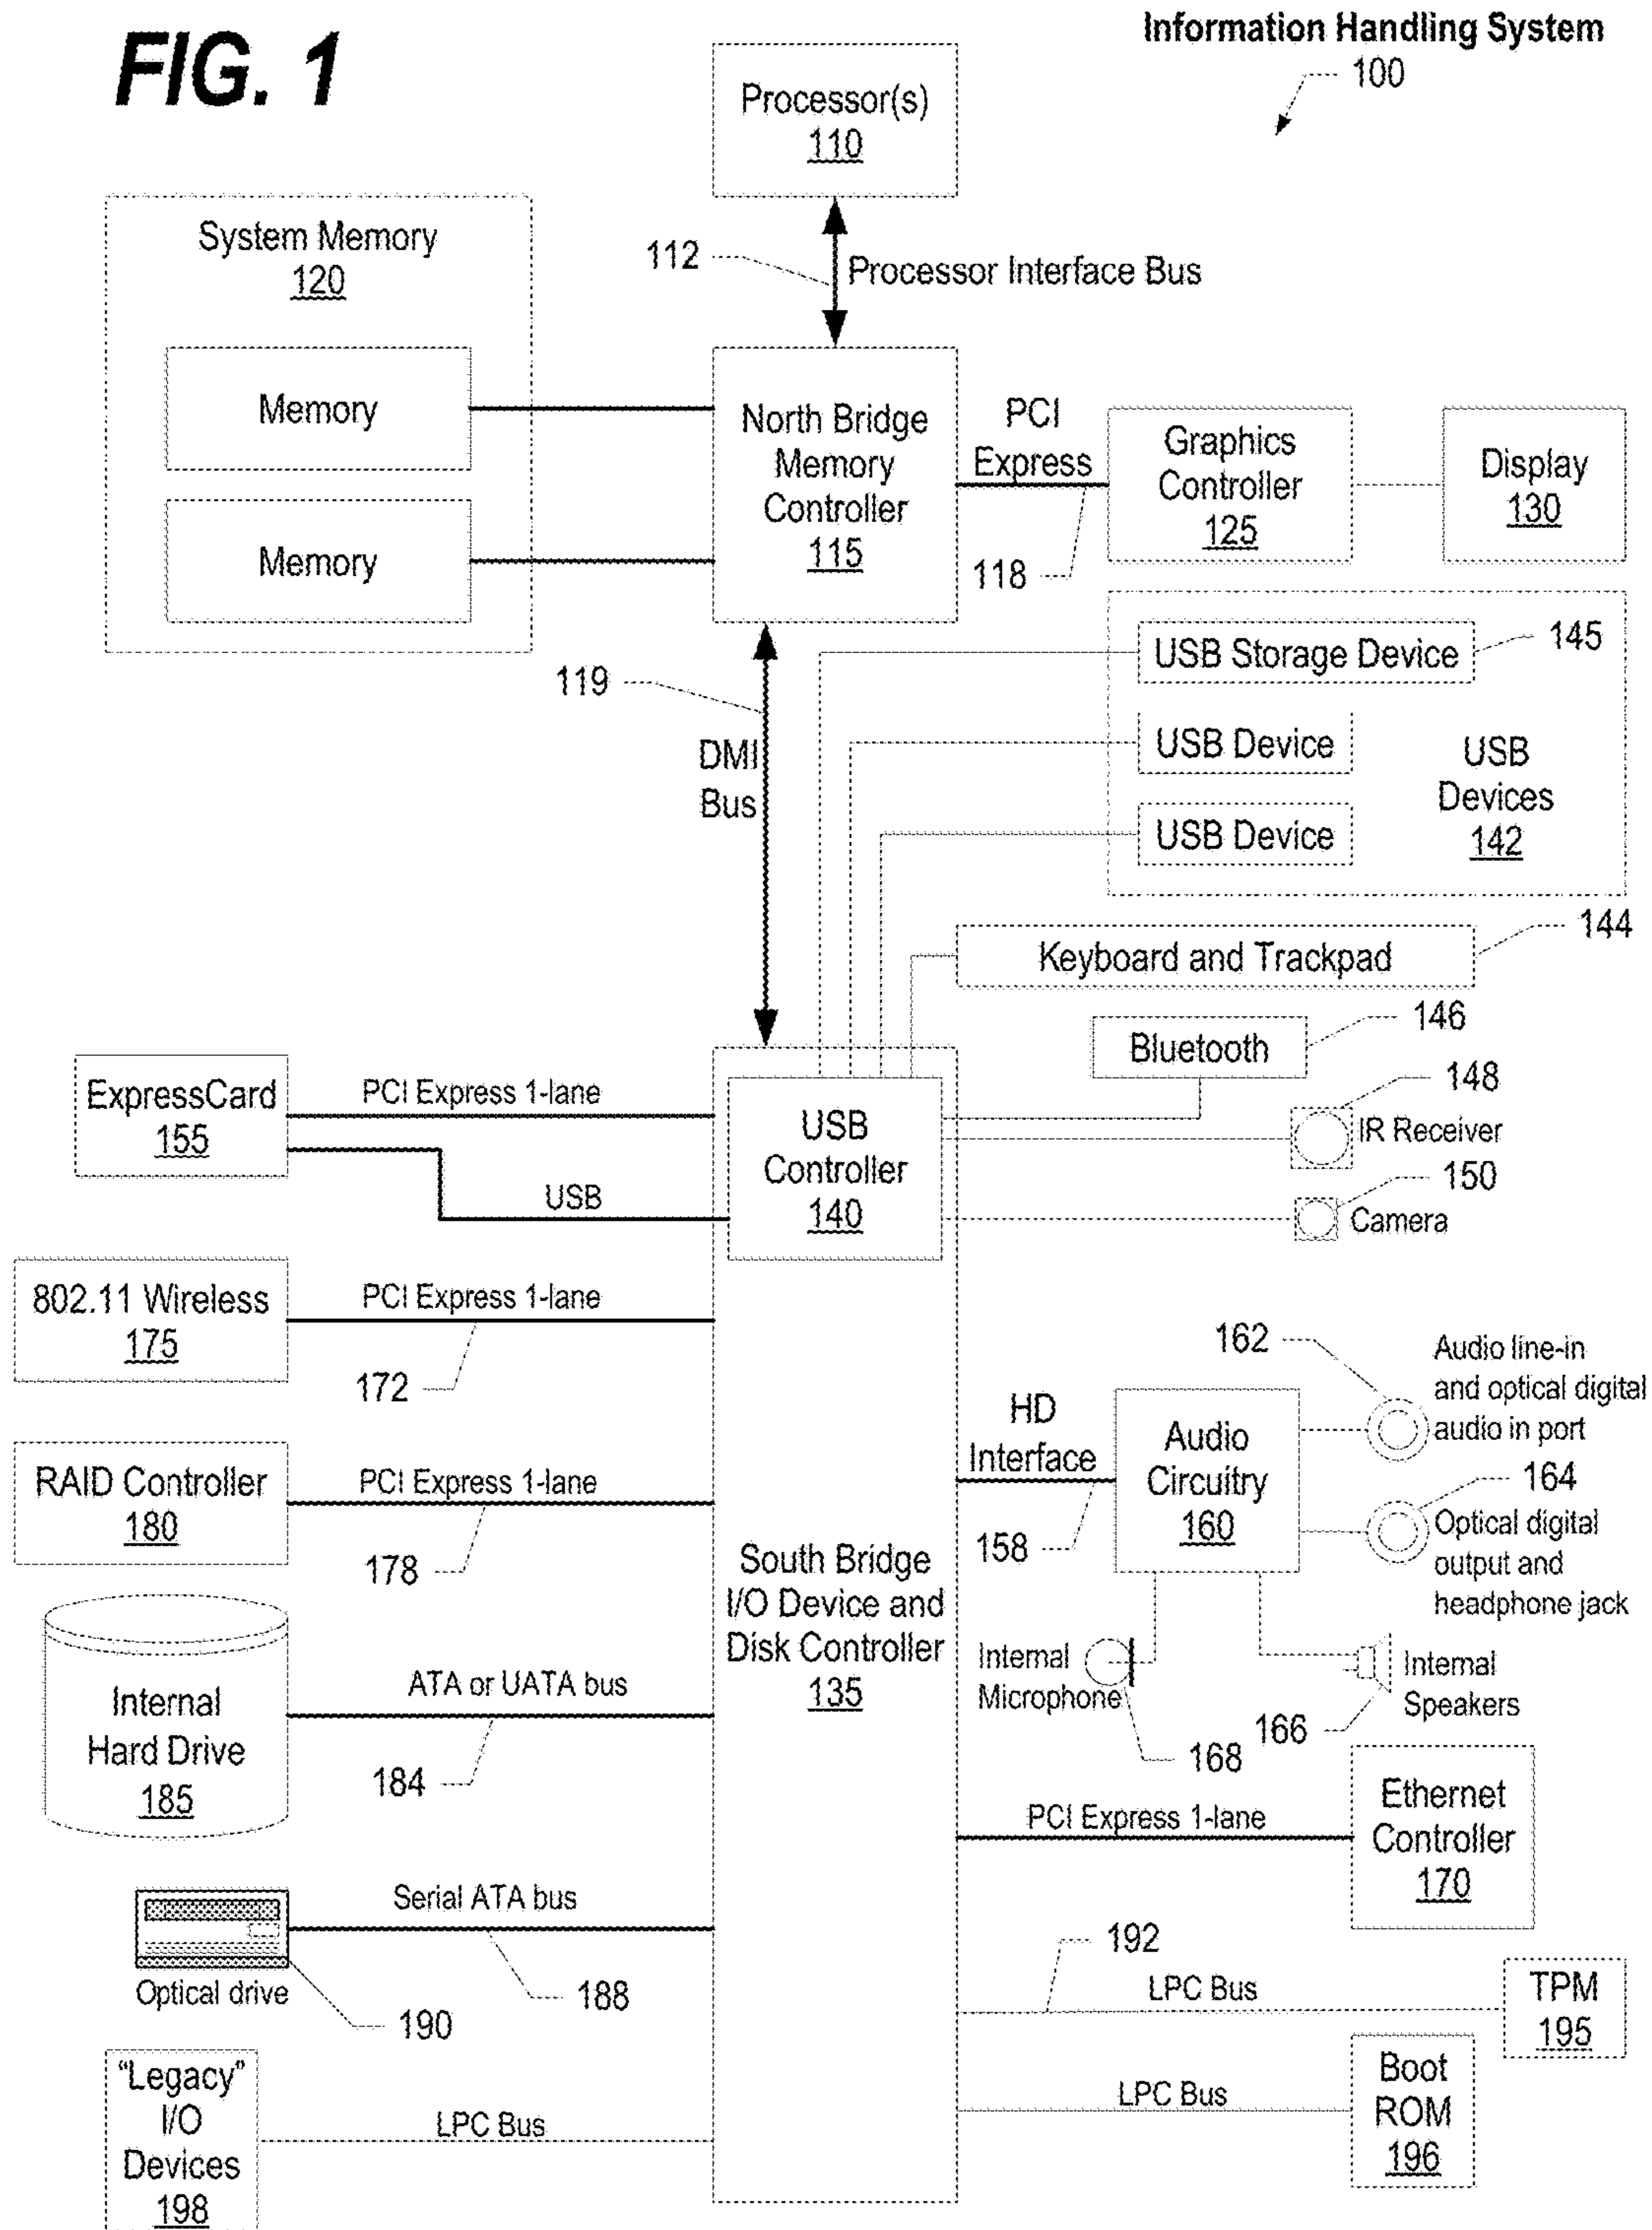 FIG. 1
Information Handling System
100
Processor(s)
110
System Memory
120
112
Processor Interface Bus
Memory
Memory
North Bridge
Memory
Controller
115
PCI
Express
118
Graphics
Controller
125
Display
130
119
DMI
Bus
USB Storage Device
145
USB Device
USB Device
USB
Devices
142
144
Keyboard and Trackpad
146
Bluetooth
148
IR Receiver
150
Camera
ExpressCard
155
PCI Express 1-lane
USB
USB
Controller
140
802.11 Wireless
175
PCI Express 1-lane
172
RAID Controller
180
PCI Express 1-lane
178
South Bridge
I/O Device and
Disk Controller
135
HD
Interface
158
Audio
Circuitry
160
162
Audio line-in
and optical digital
audio in port
164
Optical digital
output and
headphone jack
Internal
Microphone
168
166
Internal
Speakers
Internal
Hard Drive
185
ATA or UATA bus
184
PCI Express 1-lane
Ethernet
Controller
170
Serial ATA bus
188
Optical drive
190
192
LPC Bus
TPM
195
LPC Bus
Boot
ROM
196
"Legacy"
I/O
Devices
198
LPC Bus